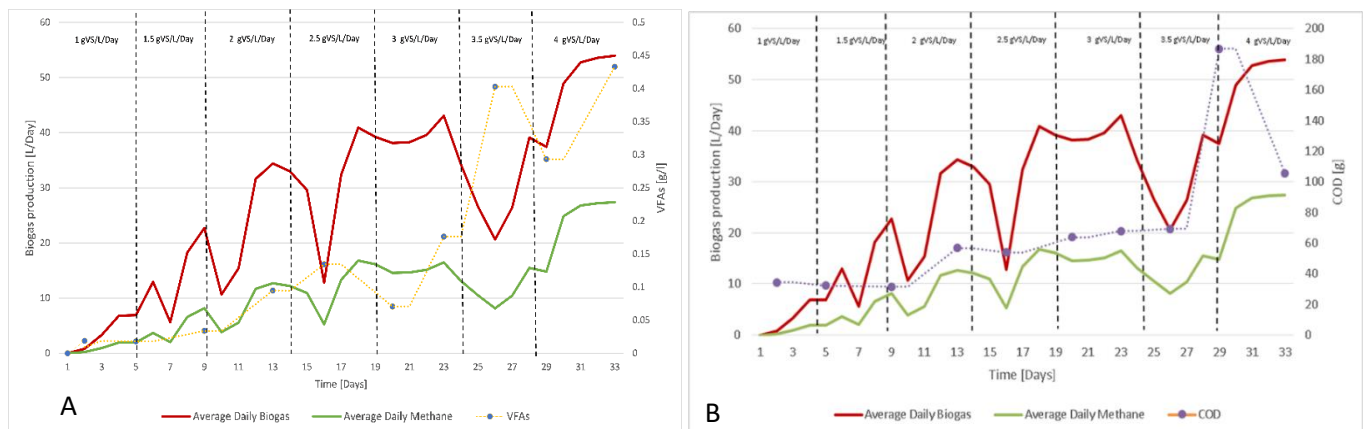 1 gVS/L/Day 1.5 gVS/L/Day 2 gVS/L/Day 2.5 gVS/L/Day 3 gVS/L/Day 3.5 gVS/L/Day 4 gVS/L/Day
Biogas production [L/Day]
60
50
40
30
20
10
0
0.5
0.45
0.4
0.35
0.3
0.25
0.2
0.15
0.1
0.05
0
VFAs [g/l]
1 3 5 7 9 11 13 15 17 19 21 23 25 27 29 31 33
Time [Days]
A
Average Daily Biogas Average Daily Methane VFAs
1 gVS/L/Day 1.5 gVS/L/Day 2 gVS/L/Day 2.5 gVS/L/Day 3 gVS/L/Day 3.5 gVS/L/Day 4 gVS/L/Day
Biogas production [L/Day]
60
50
40
30
20
10
0
200
180
160
140
120
100
80
60
40
20
0
COD [g]
1 3 5 7 9 11 13 15 17 19 21 23 25 27 29 31 33
Time [Days]
B
Average Daily Biogas Average Daily Methane COD